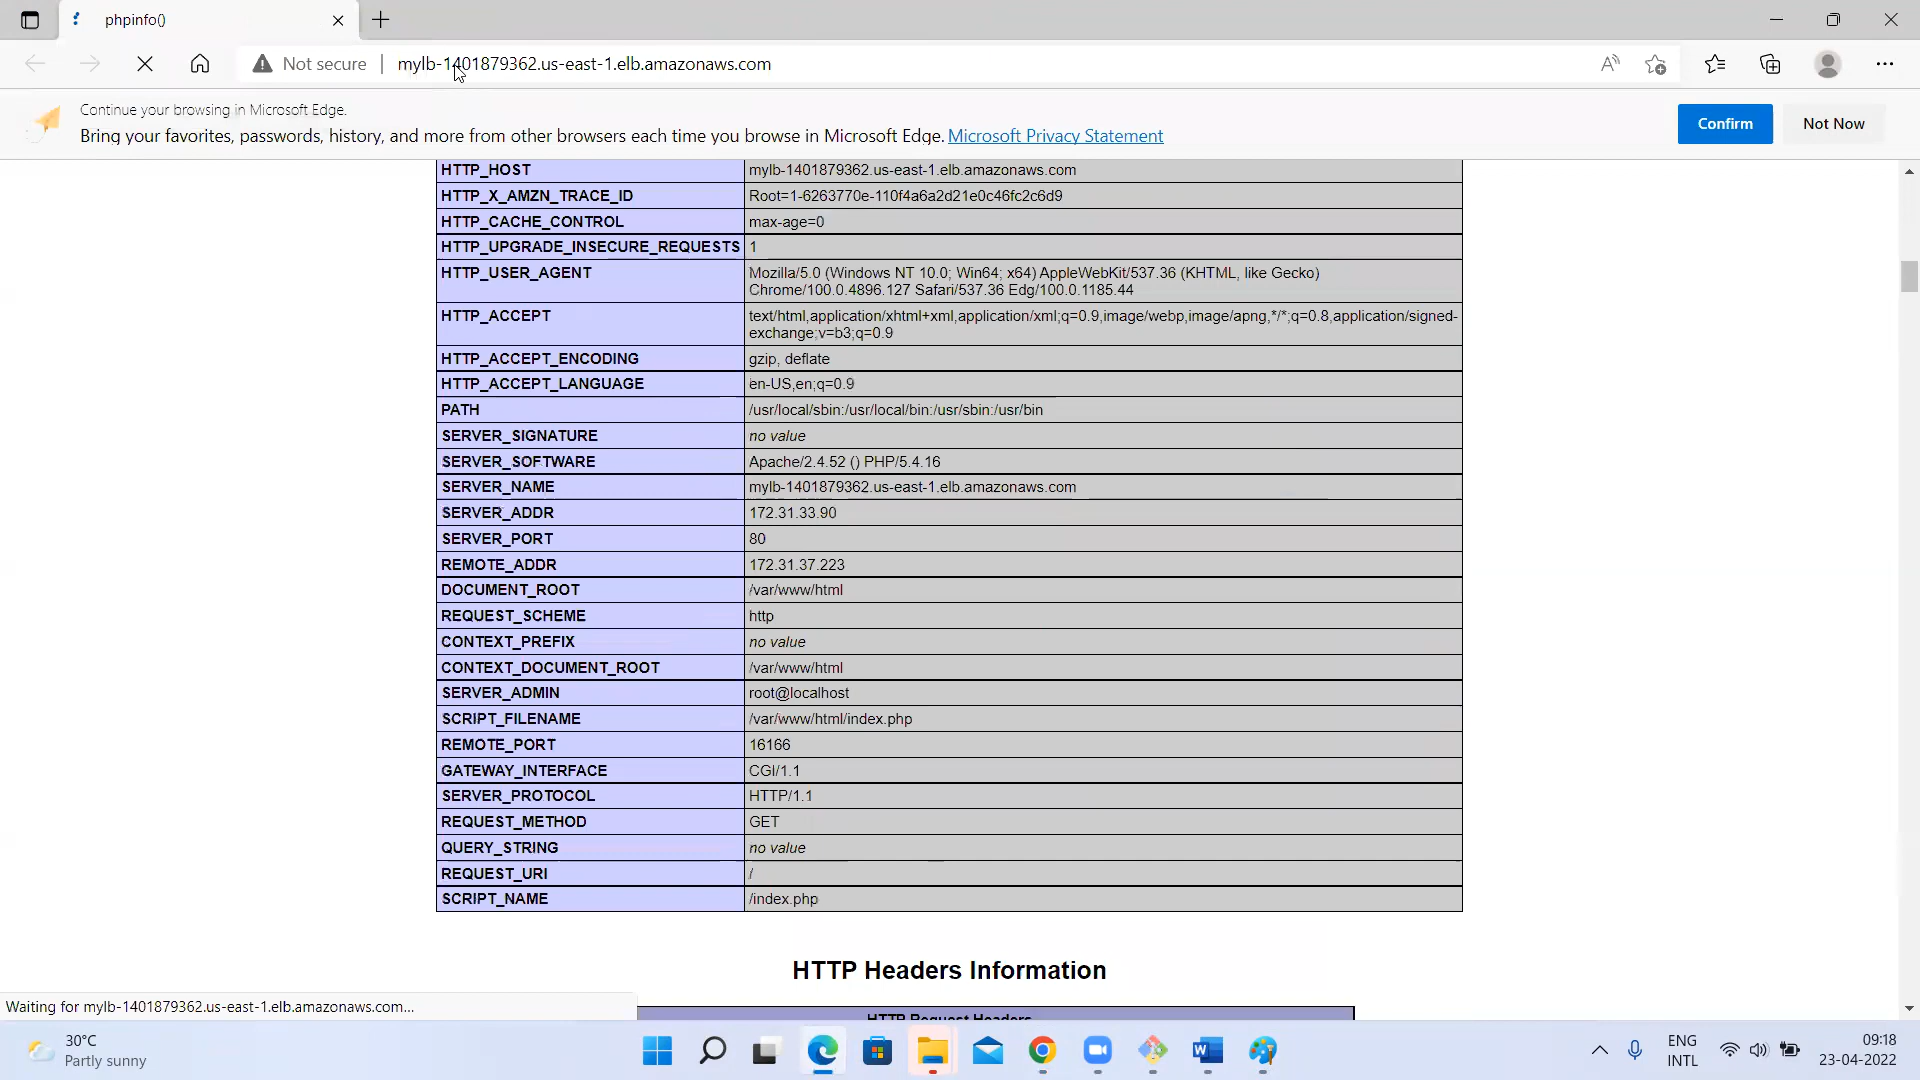 phpinfo()
Not secure | mylb-1401879362.us-east-1.elb.amazonaws.com
Continue your browsing in Microsoft Edge.
Bring your favorites, passwords, history, and more from other browsers each time you browse in Microsoft Edge. Microsoft Privacy Statement
Confirm
Not Now
HTTP_HOST mylb-1401879362.us-east-1.elb.amazonaws.com
HTTP_X_AMZN_TRACE_ID Root=1-6263770e-110f4a6a2d21e0c46fc2c6d9
HTTP_CACHE_CONTROL max-age=0
HTTP_UPGRADE_INSECURE_REQUESTS 1
HTTP_USER_AGENT Mozilla/5.0 (Windows NT 10.0; Win64; x64) AppleWebKit/537.36 (KHTML, like Gecko)
Chrome/100.0.4896.127 Safari/537.36 Edg/100.0.1185.44
HTTP_ACCEPT text/html,application/xhtml+xml,application/xml;q=0.9,image/webp,image/apng,*/*;q=0.8,application/signed-
exchange;v=b3;q=0.9
HTTP_ACCEPT_ENCODING gzip, deflate
HTTP_ACCEPT_LANGUAGE en-US,en;q=0.9
PATH /usr/local/sbin:/usr/local/bin:/usr/sbin:/usr/bin
SERVER_SIGNATURE no value
SERVER_SOFTWARE Apache/2.4.52 () PHP/5.4.16
SERVER_NAME mylb-1401879362.us-east-1.elb.amazonaws.com
SERVER_ADDR 172.31.33.90
SERVER_PORT 80
REMOTE_ADDR 172.31.37.223
DOCUMENT_ROOT /var/www/html
REQUEST_SCHEME http
CONTEXT_PREFIX no value
CONTEXT_DOCUMENT_ROOT /var/www/html
SERVER_ADMIN root@localhost
SCRIPT_FILENAME /var/www/html/index.php
REMOTE_PORT 16166
GATEWAY_INTERFACE CGI/1.1
SERVER_PROTOCOL HTTP/1.1
REQUEST_METHOD GET
QUERY_STRING no value
REQUEST_URI /
SCRIPT_NAME /index.php
HTTP Headers Information
Waiting for mylb-1401879362.us-east-1.elb.amazonaws.com...
HTTP Request Headers
30°C
Partly sunny
ENG
INTL
09:18
23-04-2022